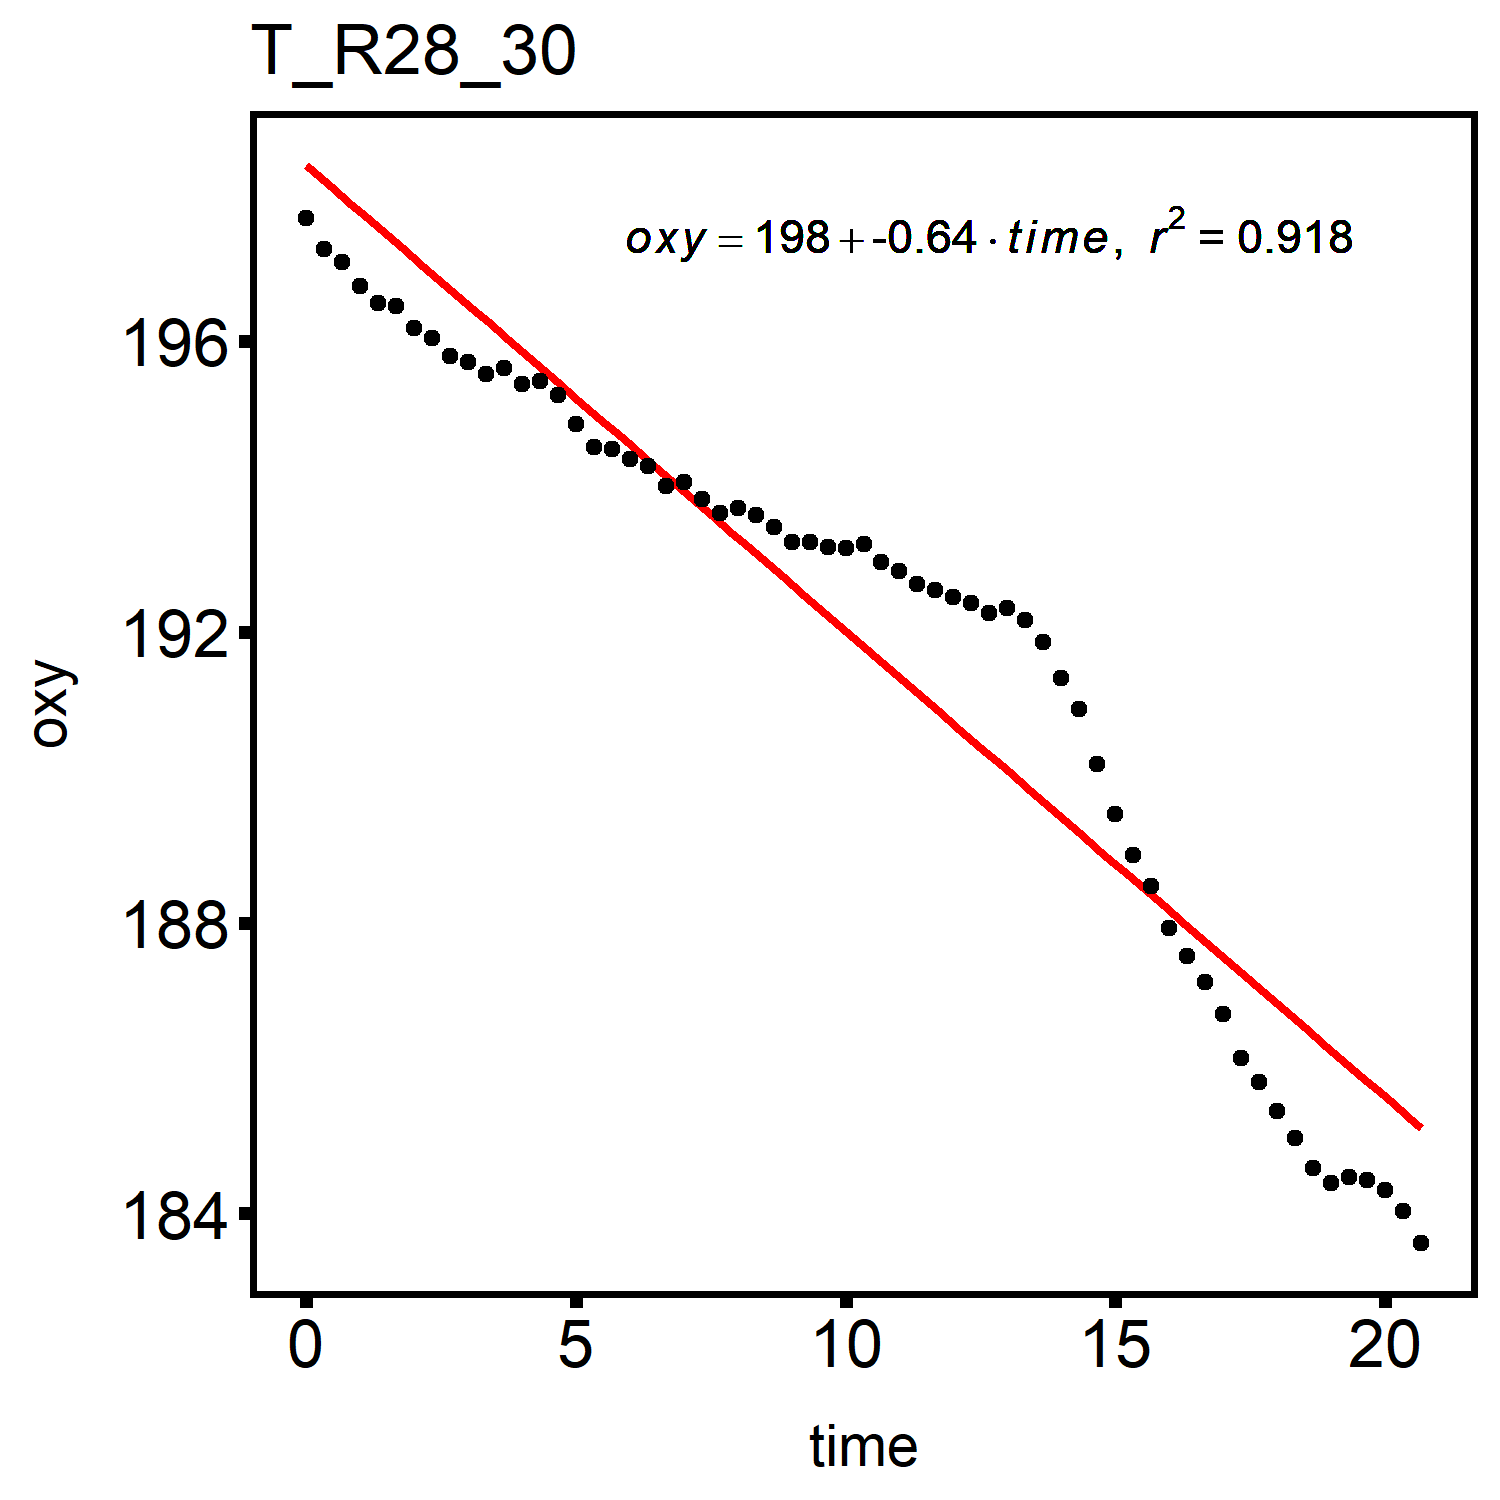 T_R28_30
oxy = 198 + -0.64 · time, r² = 0.918
196
192
188
184
oxy
0 5 10 15 20
time